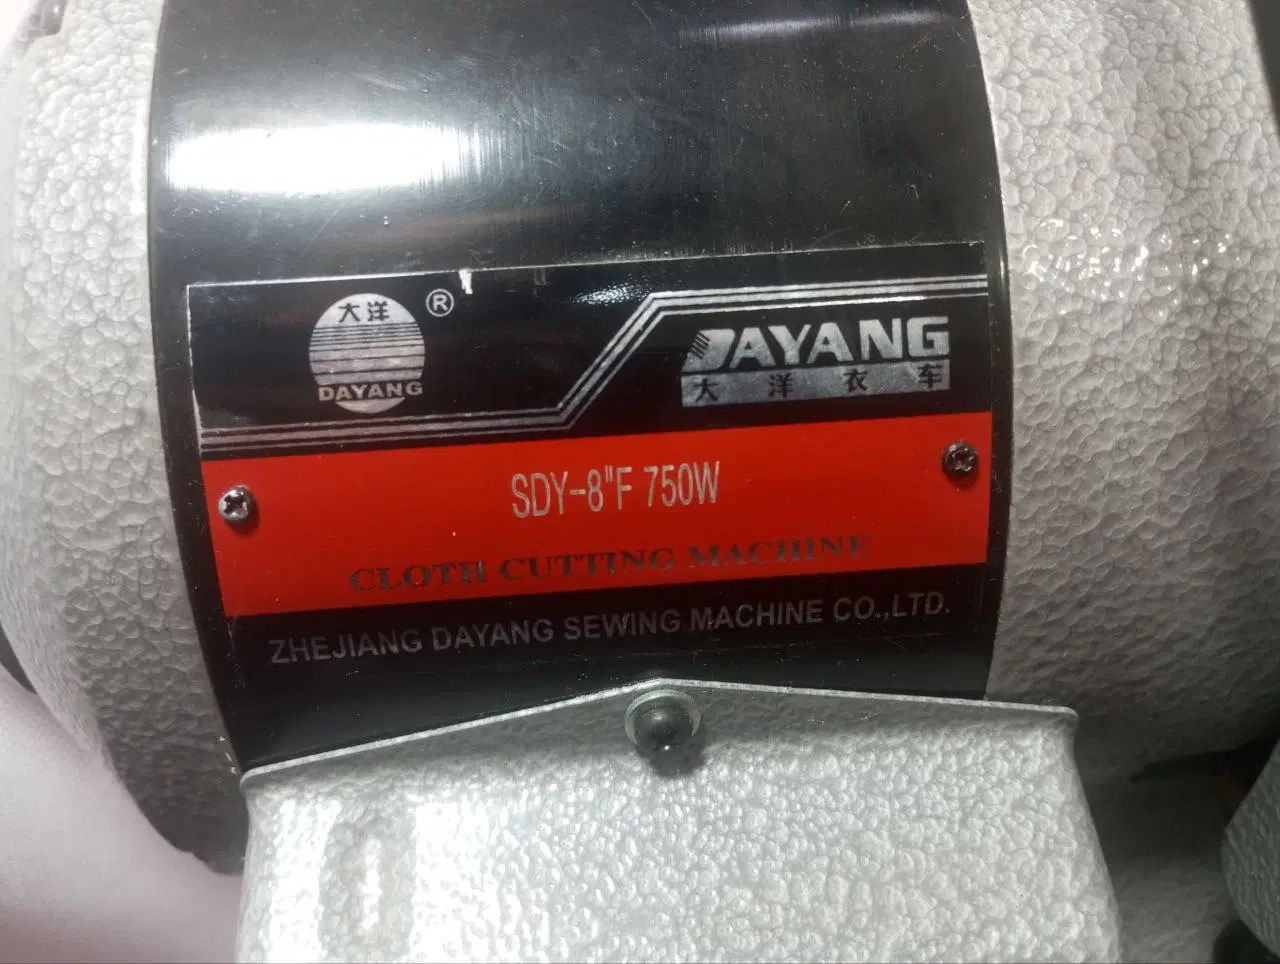 大洋
®
DAYANG
DAYANG
大洋衣车
SDY-8"F 750W
CLOTH CUTTING MACHINE
ZHEJIANG DAYANG SEWING MACHINE CO.,LTD.